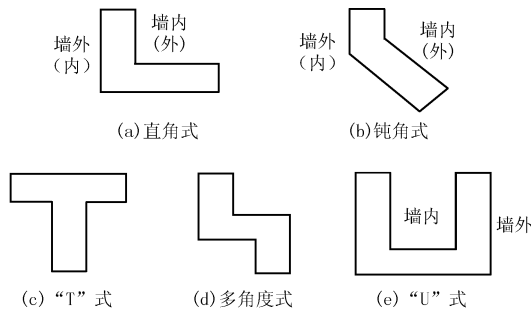 墙外
(内)
墙内
(外)
墙外
(内)
墙内
(外)
(a)直角式
(b)钝角式
墙内
墙外
(c)“T”式
(d)多角度式
(e)“U”式